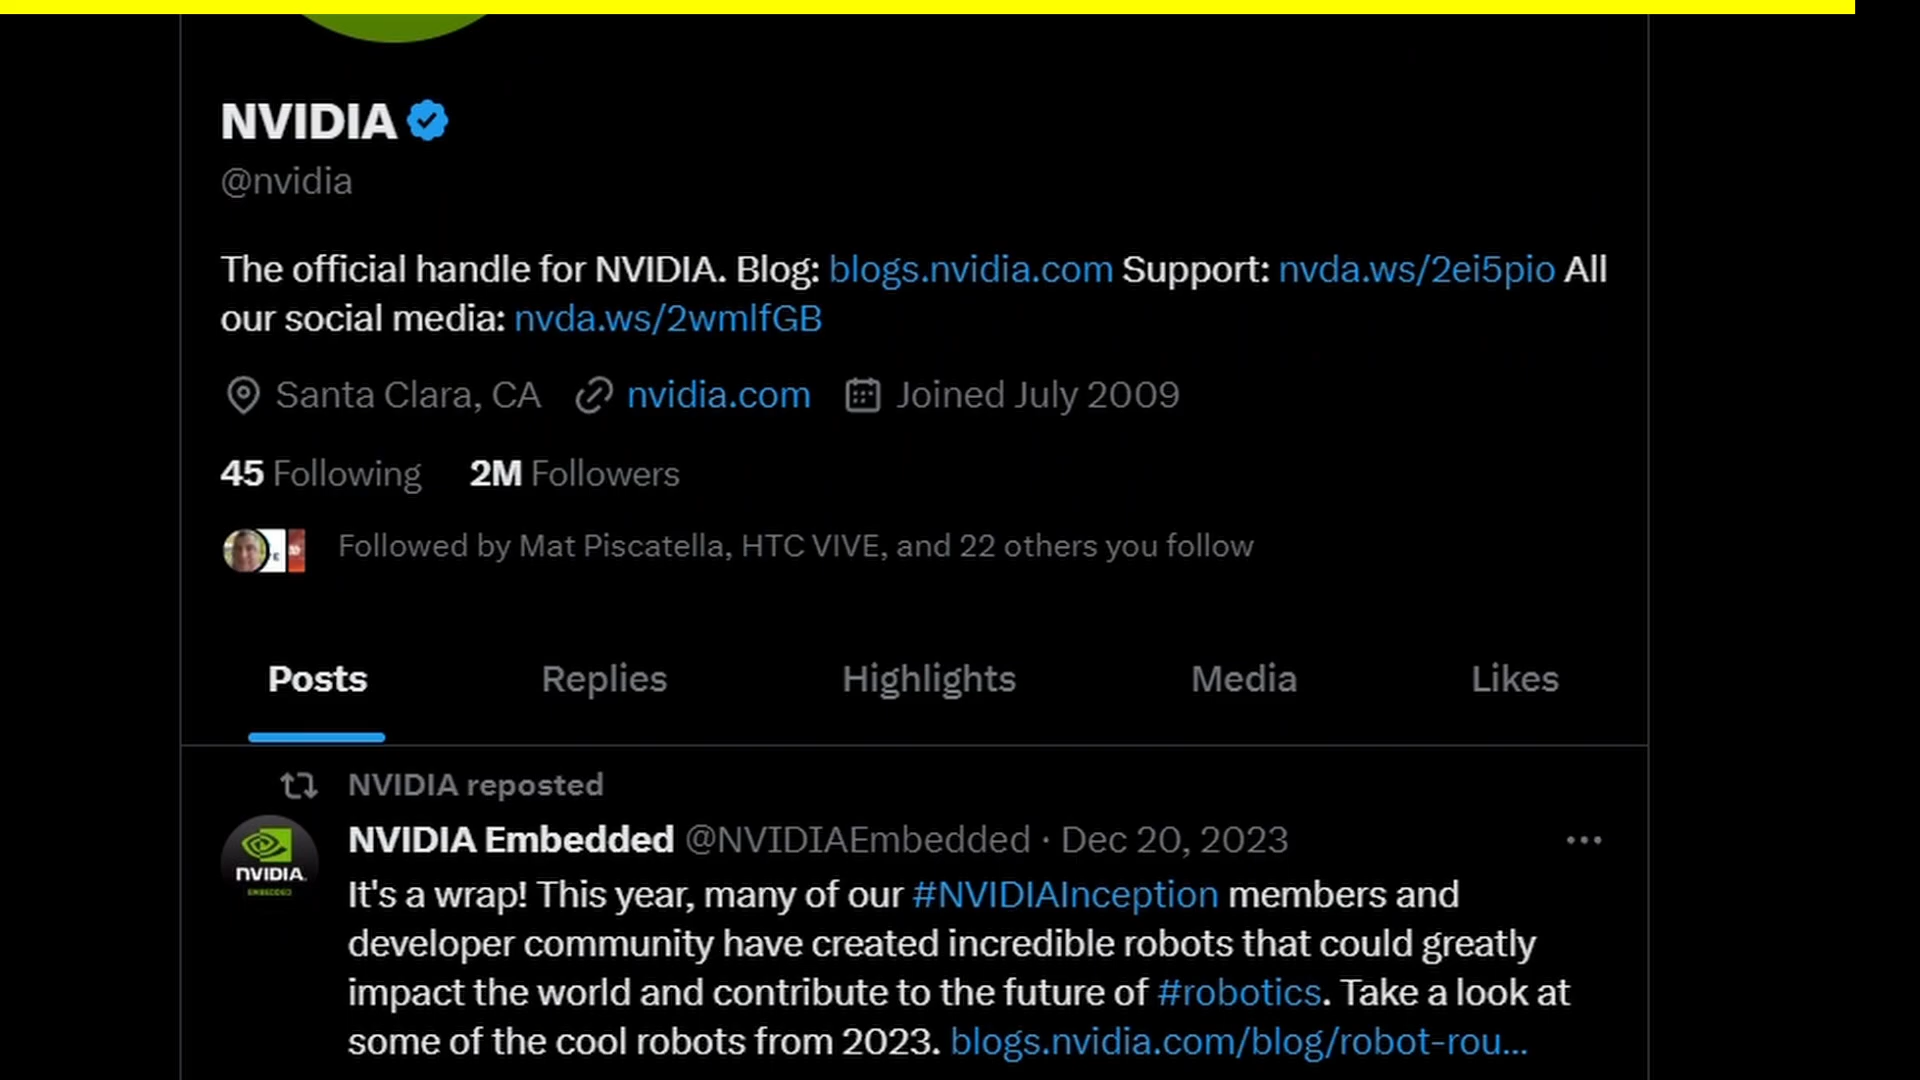 NVIDIA
@nvidia
The official handle for NVIDIA. Blog: blogs.nvidia.com Support: nvda.ws/2ei5pio All
our social media: nvda.ws/2wmlfGB
Santa Clara, CA nvidia.com Joined July 2009
45 Following 2M Followers
Followed by Mat Piscatella, HTC VIVE, and 22 others you follow
Posts Replies Highlights Media Likes
NVIDIA reposted
NVIDIA Embedded @NVIDIAEmbedded · Dec 20, 2023
NVIDIA.
EMBEDDED
It's a wrap! This year, many of our #NVIDIAInception members and
developer community have created incredible robots that could greatly
impact the world and contribute to the future of #robotics. Take a look at
some of the cool robots from 2023. blogs.nvidia.com/blog/robot-rou...